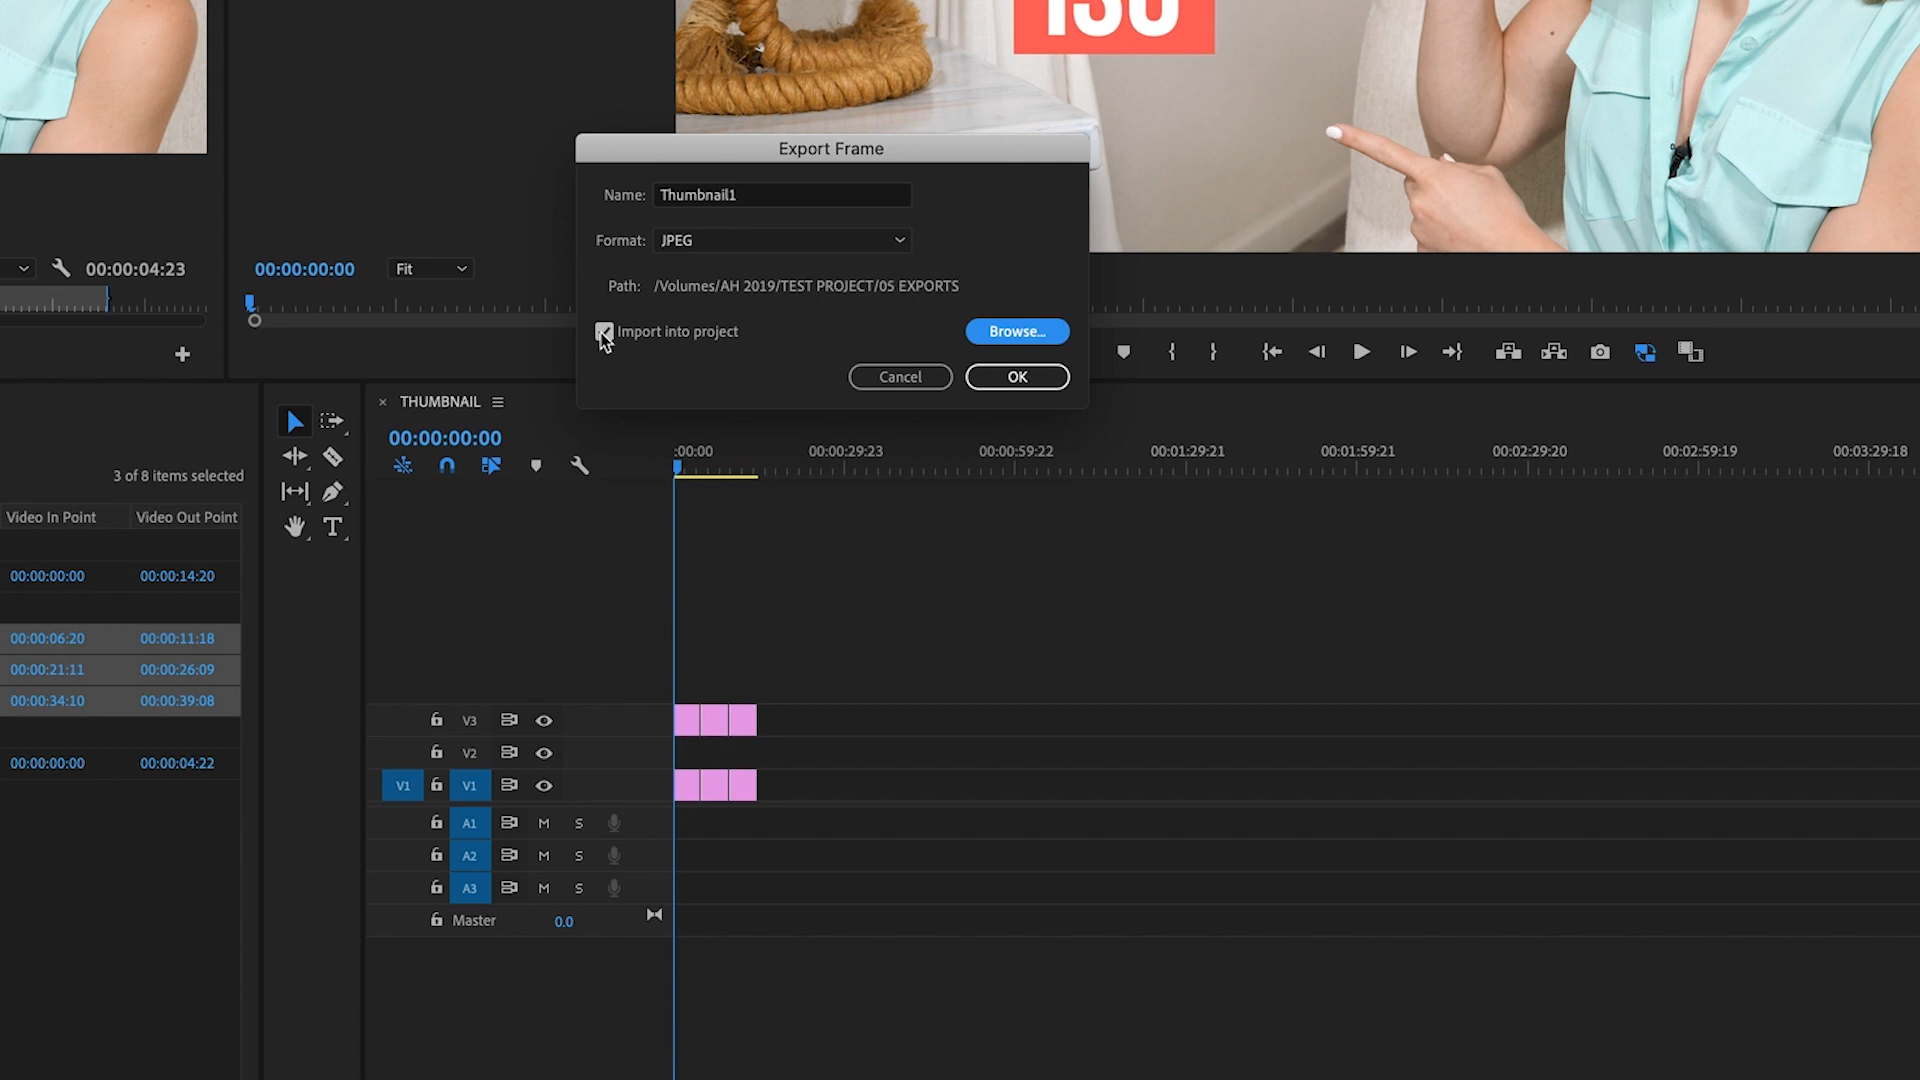 ISO
Export Frame
Name: Thumbnail1
Format: JPEG
Path: /Volumes/AH 2019/TEST PROJECT/05 EXPORTS
Import into project
Browse...
Cancel
OK
00:00:04:23
00:00:00:00
Fit
THUMBNAIL
00:00:00:00
:00:00
00:00:29:23
00:00:59:22
00:01:29:21
00:01:59:21
00:02:29:20
00:02:59:19
00:03:29:18
3 of 8 items selected
Video In Point
Video Out Point
00:00:00:00
00:00:14:20
00:00:06:20
00:00:11:18
00:00:21:11
00:00:26:09
00:00:34:10
00:00:39:08
00:00:00:00
00:00:04:22
V3
V2
V1
V1
A1
M
S
A2
M
S
A3
M
S
Master
0.0